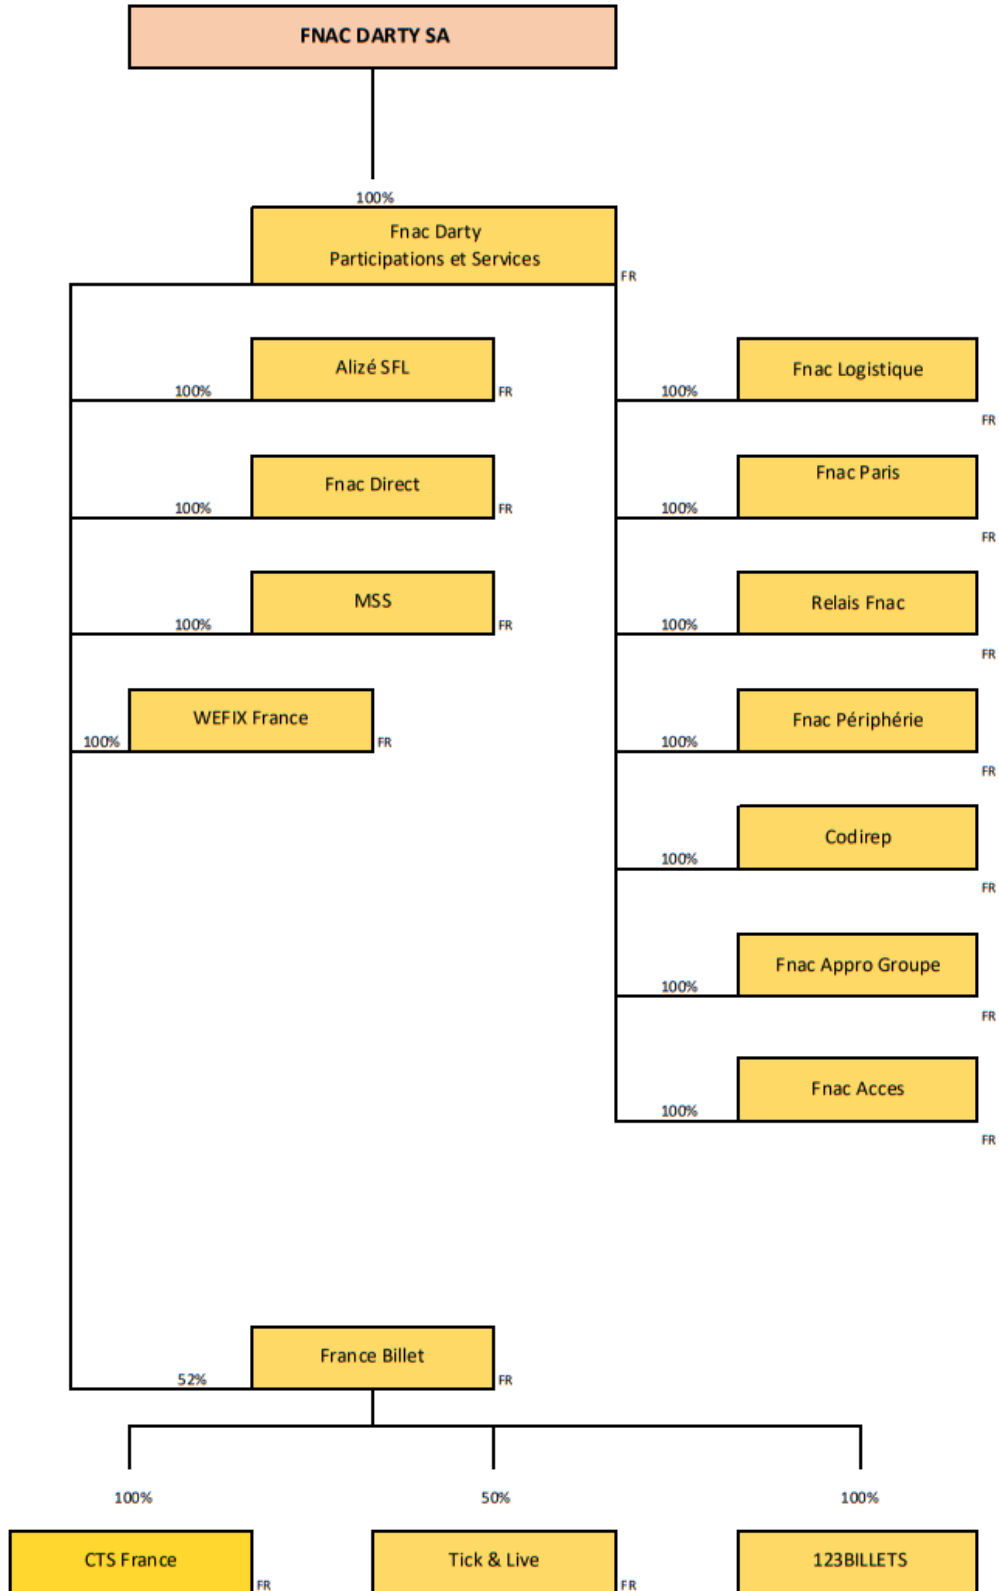 FNAC DARTY SA
100%
Fnac Darty
Participations et Services
FR
Alizé SFL
100%
FR
Fnac Logistique
100%
FR
Fnac Direct
100%
FR
Fnac Paris
100%
FR
MSS
100%
FR
Relais Fnac
100%
FR
WEFIX France
100%
FR
Fnac Périphérie
100%
FR
Codirep
100%
FR
Fnac Appro Groupe
100%
FR
Fnac Acces
100%
FR
France Billet
52%
FR
100%
50%
100%
CTS France
FR
Tick & Live
FR
123BILLETS